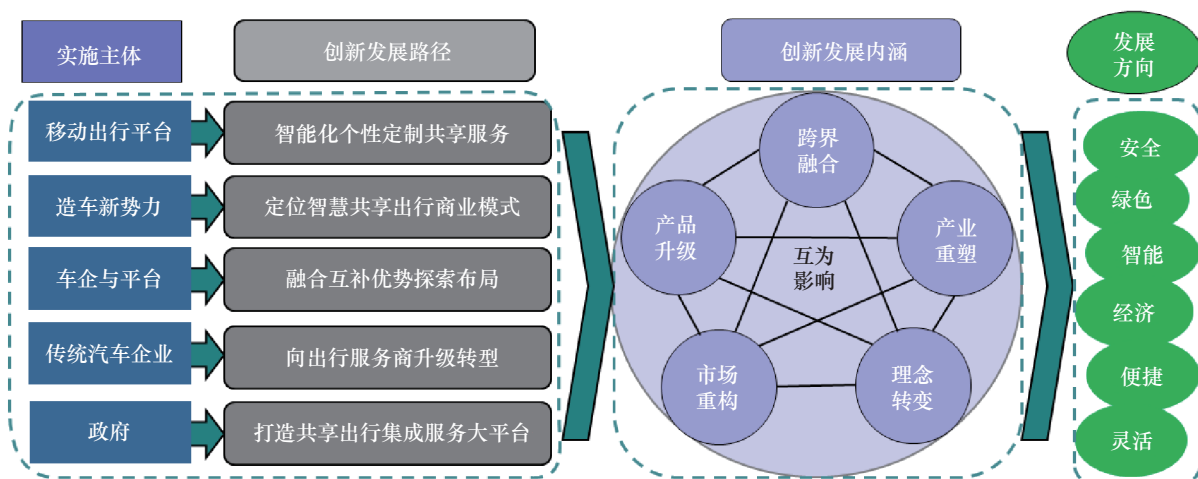 实施主体
创新发展路径
创新发展内涵
发展
方向
移动出行平台
智能化个性定制共享服务
造车新势力
定位智慧共享出行商业模式
车企与平台
融合互补优势探索布局
传统汽车企业
向出行服务商升级转型
政府
打造共享出行集成服务大平台
跨界
融合
产品
升级
产业
重塑
互为
影响
市场
重构
理念
转变
安全
绿色
智能
经济
便捷
灵活